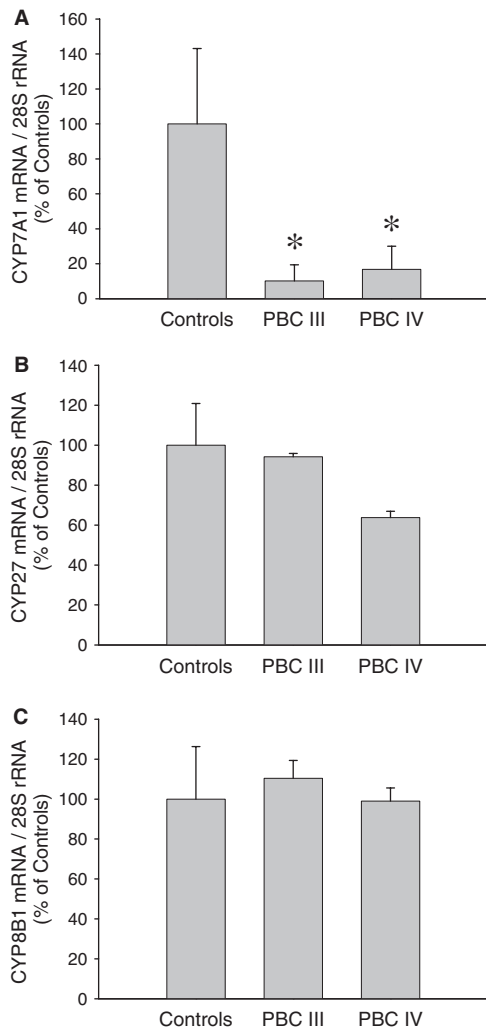 A
CYP7A1 mRNA / 28S rRNA
(% of Controls)
160
140
120
100
80
60
40
20
0
*
*
Controls PBC III PBC IV
B
CYP27 mRNA / 28S rRNA
(% of Controls)
140
120
100
80
60
40
20
0
Controls PBC III PBC IV
C
CYP8B1 mRNA / 28S rRNA
(% of Controls)
140
120
100
80
60
40
20
0
Controls PBC III PBC IV